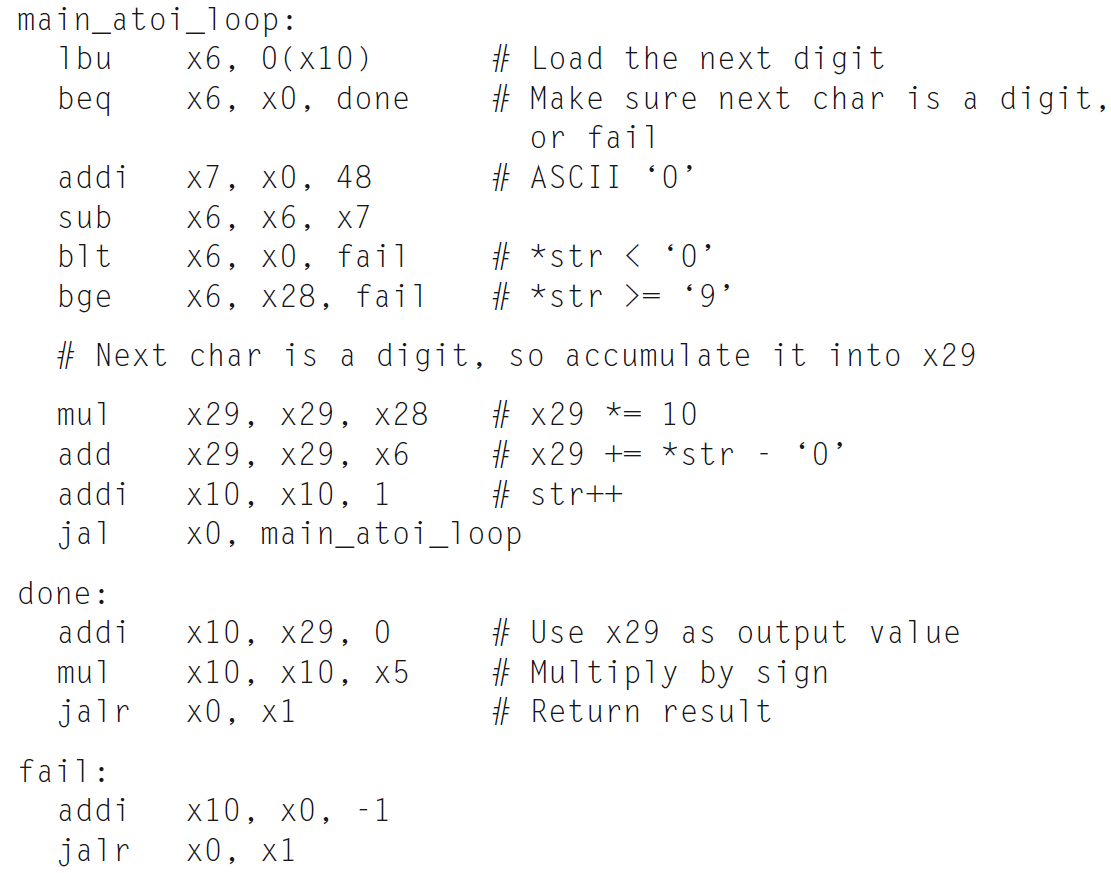 main_atoi_loop:
lbu x6, 0(x10) # Load the next digit
beq x6, x0, done # Make sure next char is a digit,
or fail
addi x7, x0, 48 # ASCII ‘0’
sub x6, x6, x7
blt x6, x0, fail # *str < ‘0’
bge x6, x28, fail # *str >= ‘9’
# Next char is a digit, so accumulate it into x29
mul x29, x29, x28 # x29 *= 10
add x29, x29, x6 # x29 += *str - ‘0’
addi x10, x10, 1 # str++
jal x0, main_atoi_loop
done:
addi x10, x29, 0 # Use x29 as output value
mul x10, x10, x5 # Multiply by sign
jalr x0, x1 # Return result
fail:
addi x10, x0, -1
jalr x0, x1